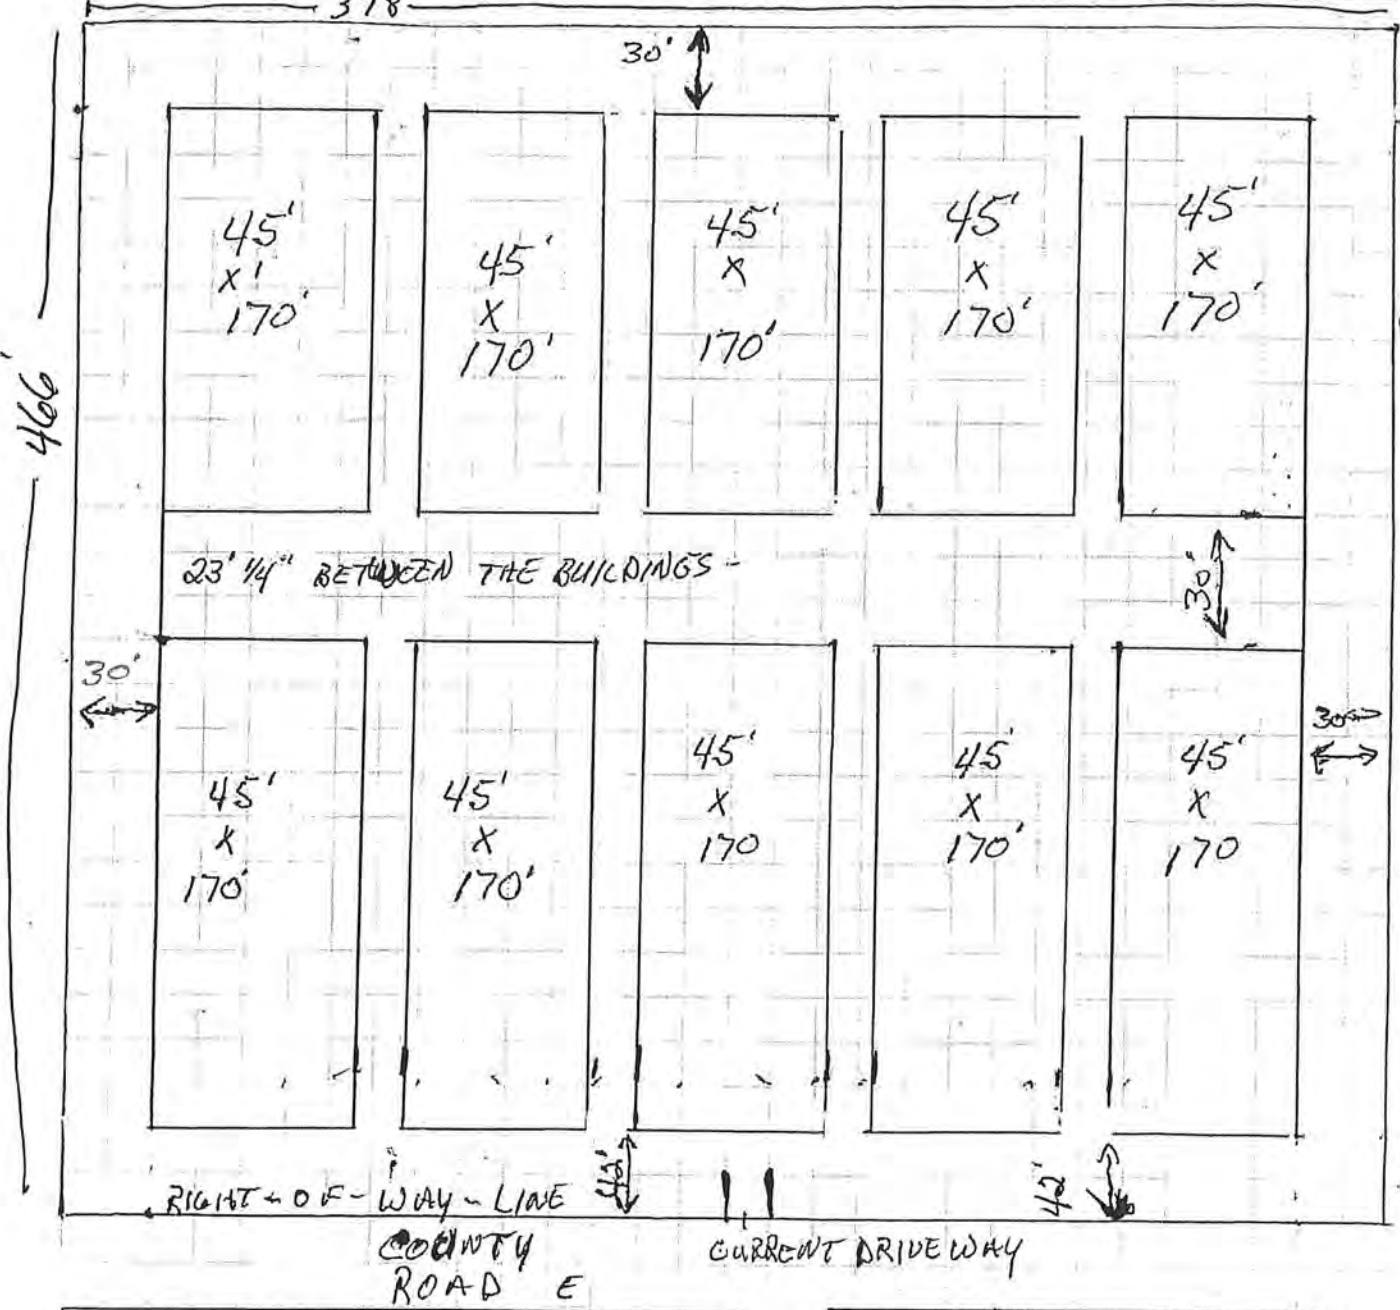 378
30'
466'
45'
x'
170'
45'
x
170'
45'
x
170'
45'
x
170'
45'
x
170'
23' 1/4" BETWEEN THE BUILDINGS -
30'
30'
30
45'
x
170'
45'
x
170'
45'
x
170
45'
x
170'
45'
x
170
RIGHT - OF - WAY - LINE
42'
42'
COUNTY
ROAD E
CURRENT DRIVEWAY